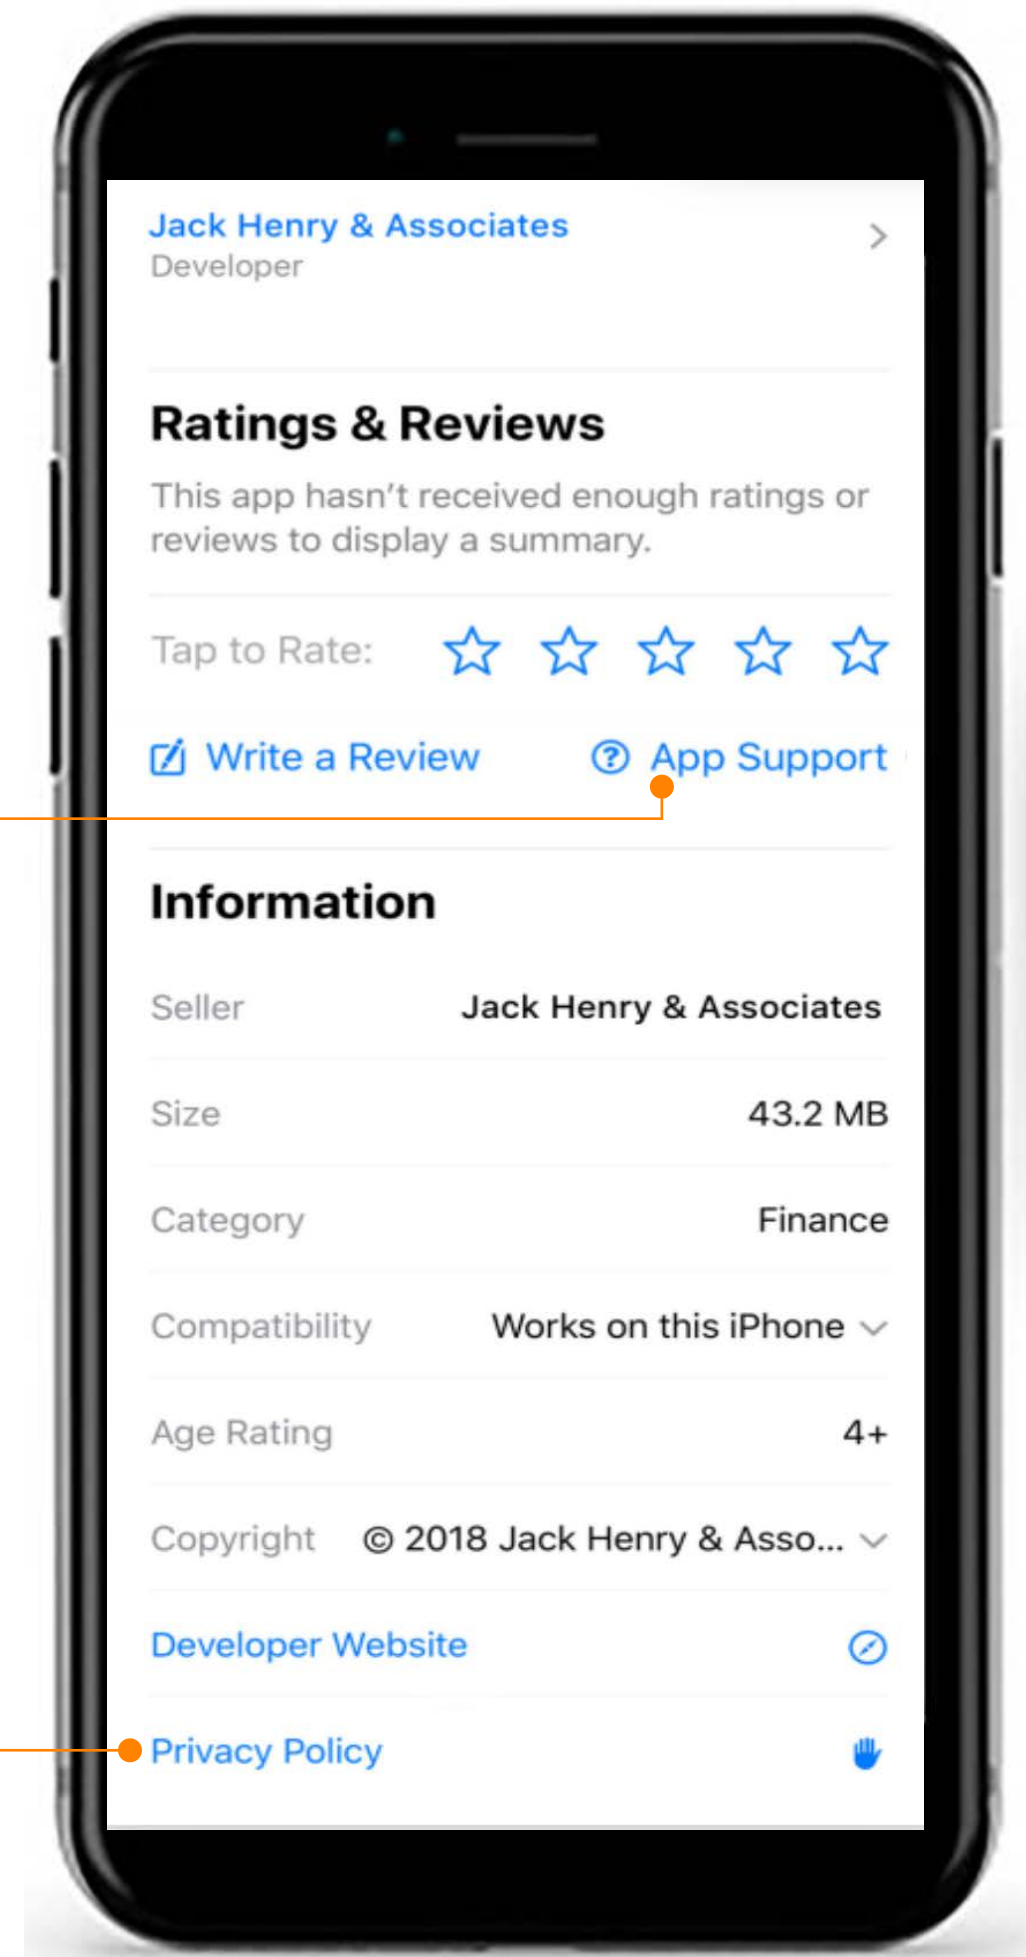 Jack Henry & Associates
Developer
Ratings & Reviews
This app hasn't received enough ratings or
reviews to display a summary.
Tap to Rate:
Write a Review
App Support
Information
Seller Jack Henry & Associates
Size 43.2 MB
Category Finance
Compatibility Works on this iPhone
Age Rating 4+
Copyright © 2018 Jack Henry & Asso...
Developer Website
Privacy Policy